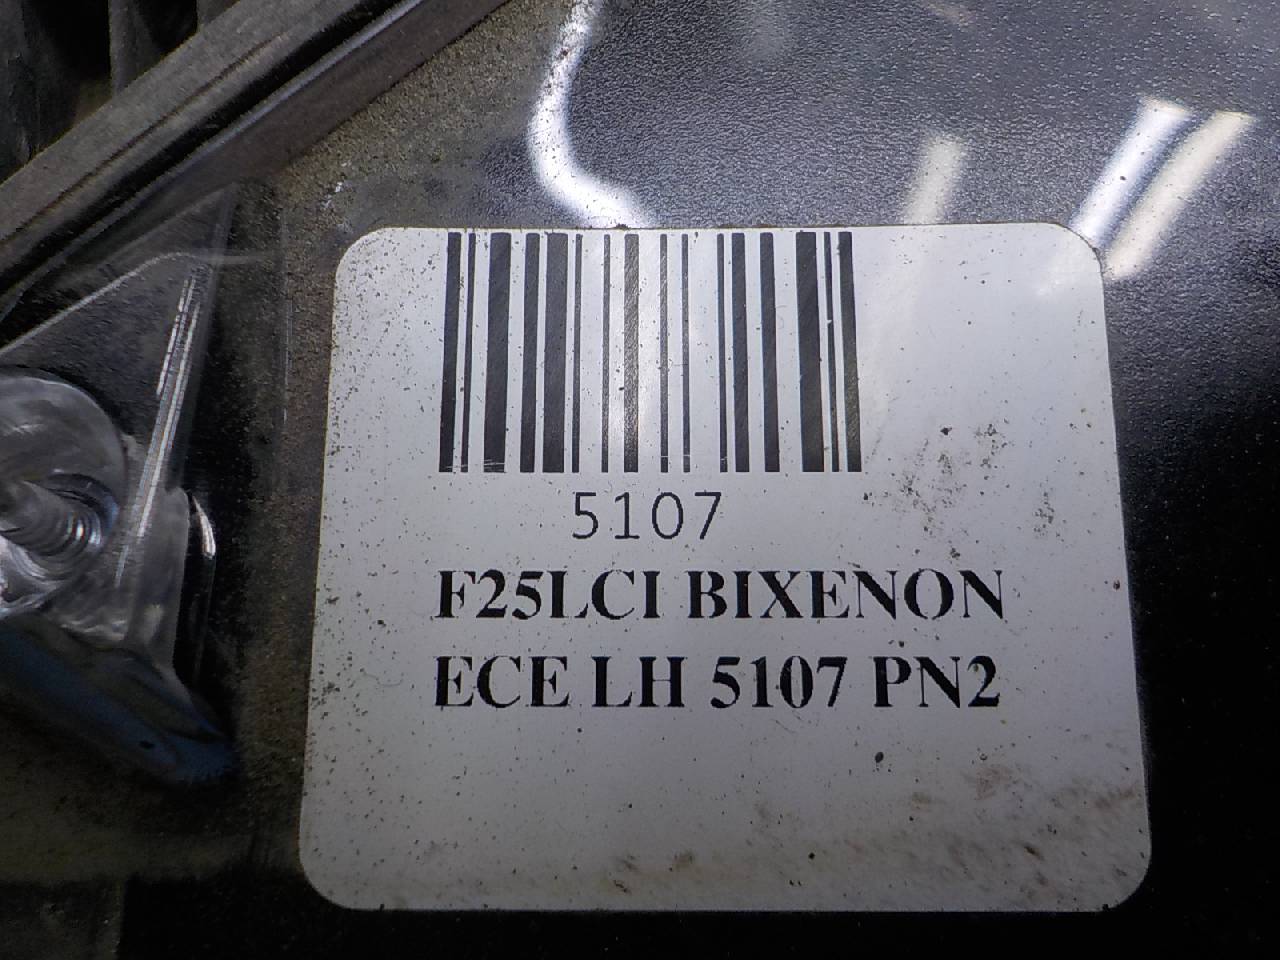 5107
F25LCI BIXENON
ECE LH 5107 PN2